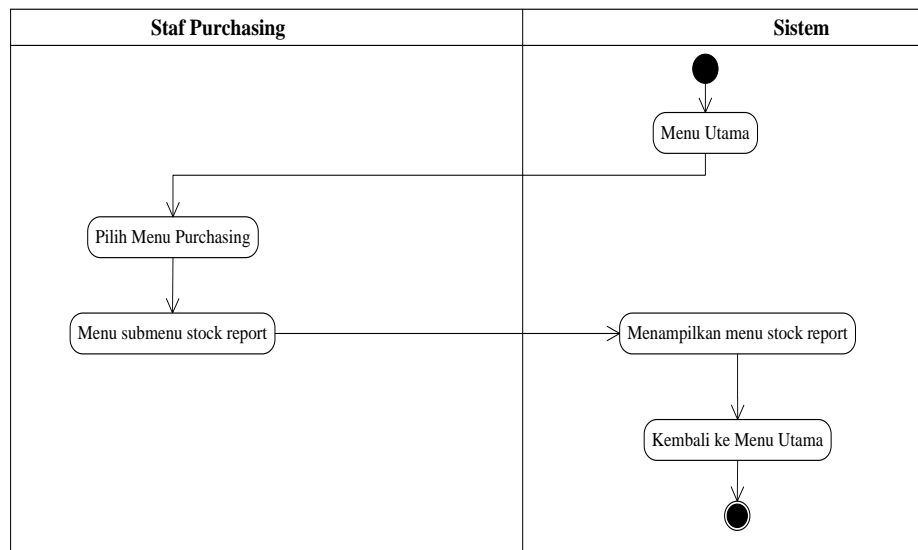 Staf Purchasing
Sistem
Menu Utama
Pilih Menu Purchasing
Menu submenu stock report
Menampilkan menu stock report
Kembali ke Menu Utama